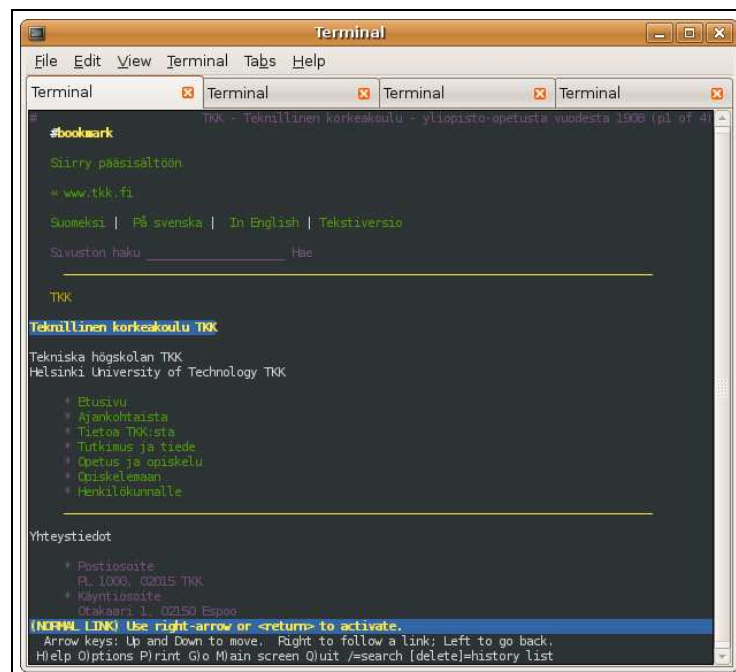 Terminal
File Edit View Terminal Tabs Help
Terminal Terminal Terminal Terminal
# TKK - Teknillinen korkeakoulu - yliopisto-opetusta vuodesta 1908 (p1 of 4)
#bookmark
Siirry pääsisältöön
« www.tkk.fi
Suomeksi | På svenska | In English | Tekstiversio
Sivuston haku ____________________ Hae
TKK
Teknillinen korkeakoulu TKK
Tekniska högskolan TKK
Helsinki University of Technology TKK
* Etusivu
* Ajankohtaista
* Tietoa TKK:sta
* Tutkimus ja tiede
* Opetus ja opiskelu
* Opiskelemaan
* Henkilökunnalle
Yhteystiedot
* Postiosoite
PL 1000, 02015 TKK
* Käyntiosoite
Otakaari 1, 02150 Espoo
(NORMAL LINK) Use right-arrow or <return> to activate.
Arrow keys: Up and Down to move. Right to follow a link; Left to go back.
H)elp O)ptions P)rint G)o M)ain screen Q)uit /=search [delete]=history list